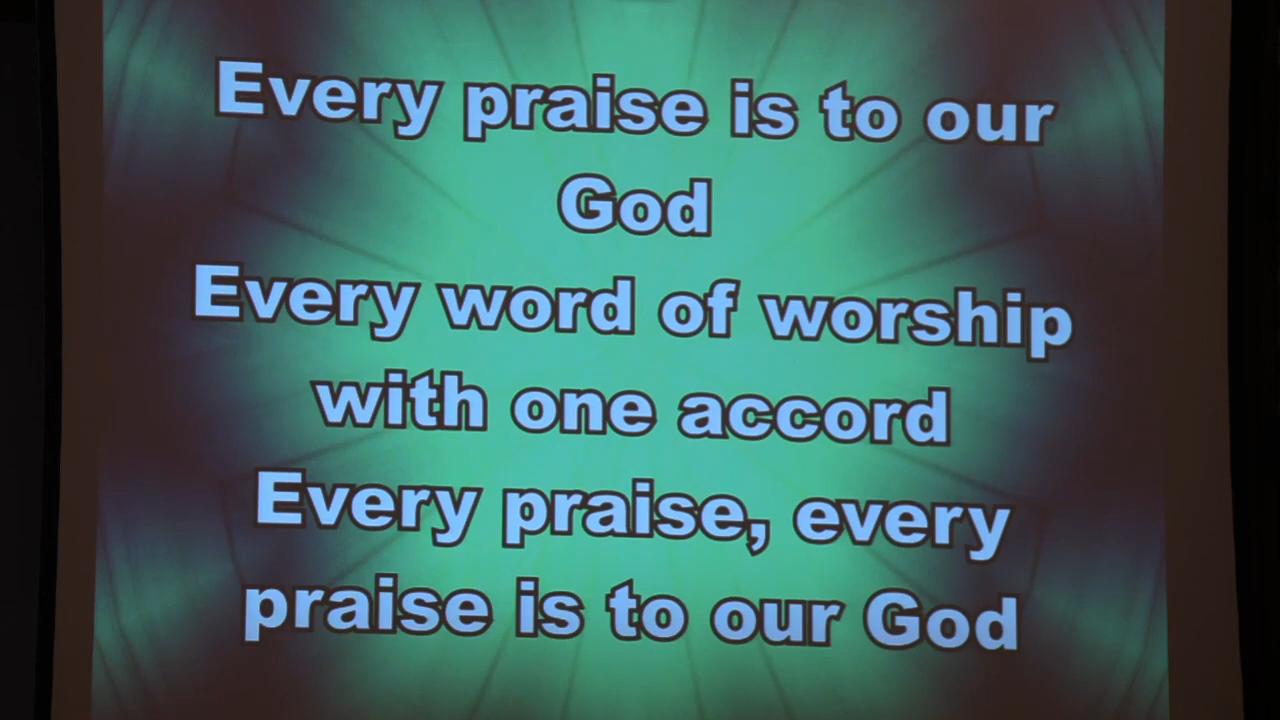 Every praise is to our
God
Every word of worship
with one accord
Every praise, every
praise is to our God